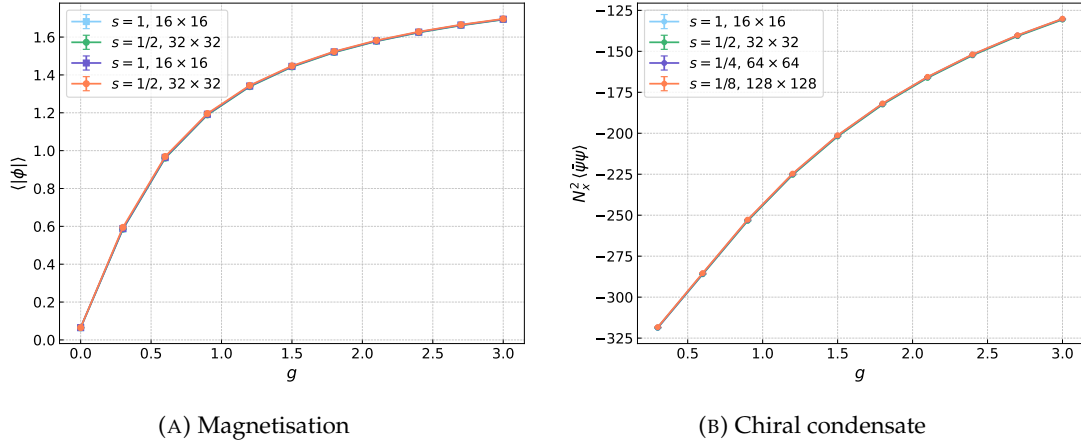 s = 1, 16 × 16
s = 1/2, 32 × 32
s = 1, 16 × 16
s = 1/2, 32 × 32
⟨|ϕ|⟩
1.6
1.4
1.2
1.0
0.8
0.6
0.4
0.2
0.0
0.0 0.5 1.0 1.5 2.0 2.5 3.0
g
(A) Magnetisation
s = 1, 16 × 16
s = 1/2, 32 × 32
s = 1/4, 64 × 64
s = 1/8, 128 × 128
N_x^2 ⟨ψ̄ψ⟩
−125
−150
−175
−200
−225
−250
−275
−300
−325
0.5 1.0 1.5 2.0 2.5 3.0
g
(B) Chiral condensate